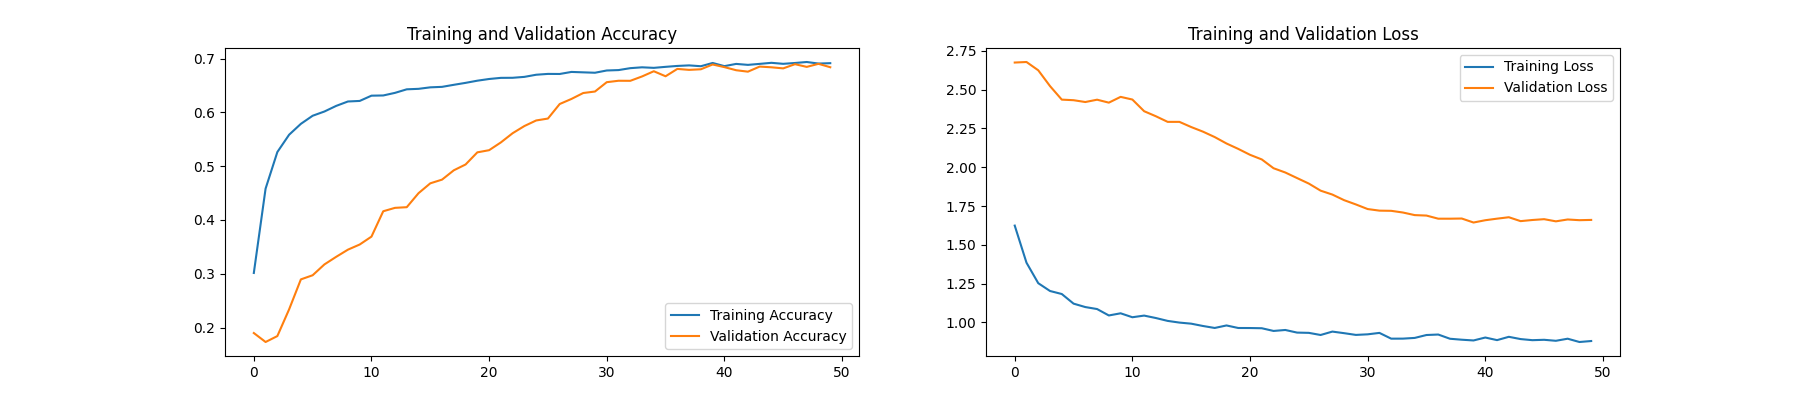 Training and Validation Accuracy
0.7
0.6
0.5
0.4
0.3
0.2
0 10 20 30 40 50
Training Accuracy
Validation Accuracy
Training and Validation Loss
2.75
2.50
2.25
2.00
1.75
1.50
1.25
1.00
0 10 20 30 40 50
Training Loss
Validation Loss